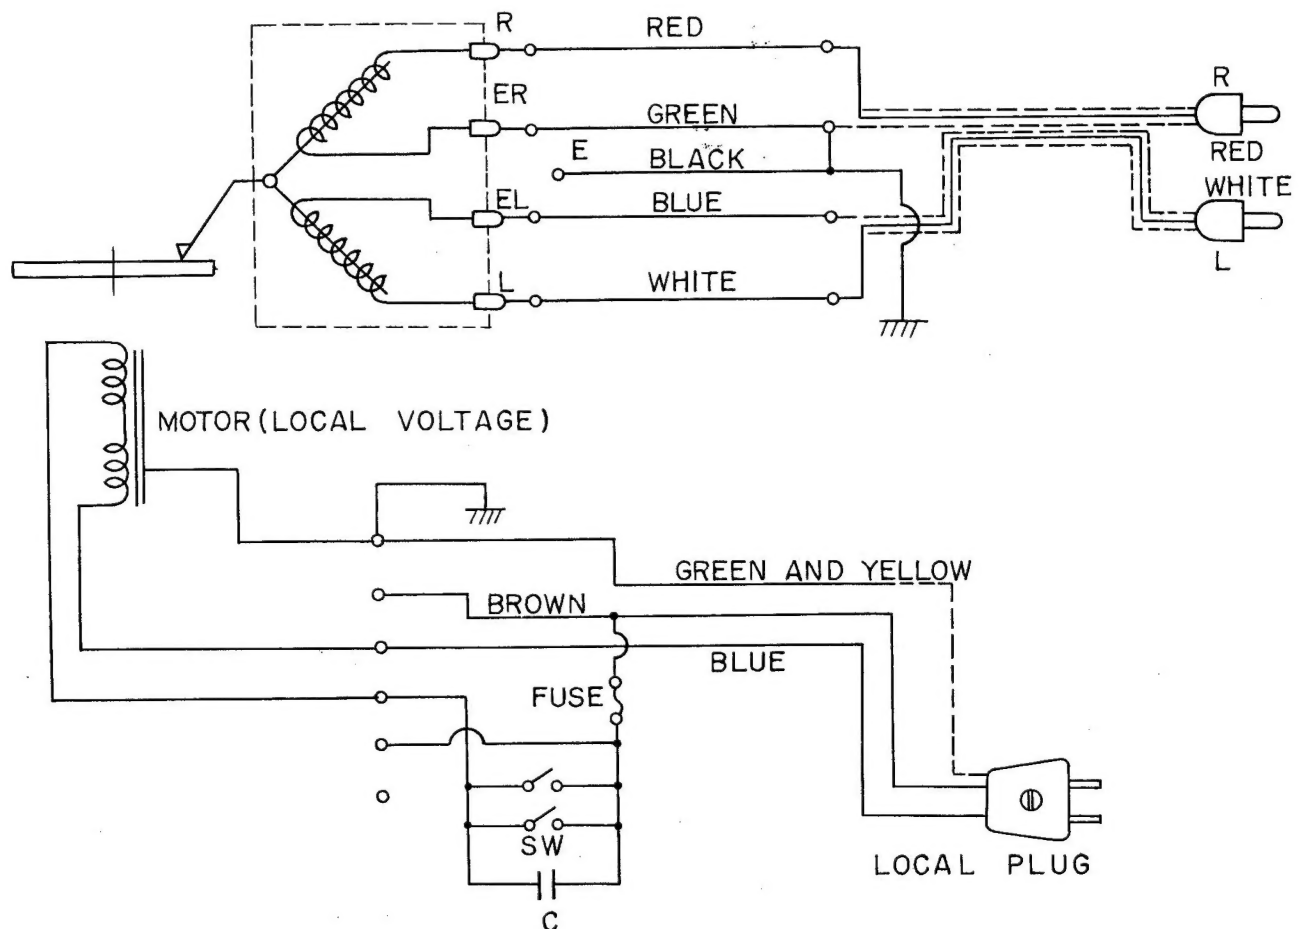 R
RED
ER
GREEN
R
E
BLACK
RED
WHITE
EL
BLUE
L
WHITE
L
MOTOR (LOCAL VOLTAGE)
GREEN AND YELLOW
BROWN
BLUE
FUSE
SW
LOCAL PLUG
C